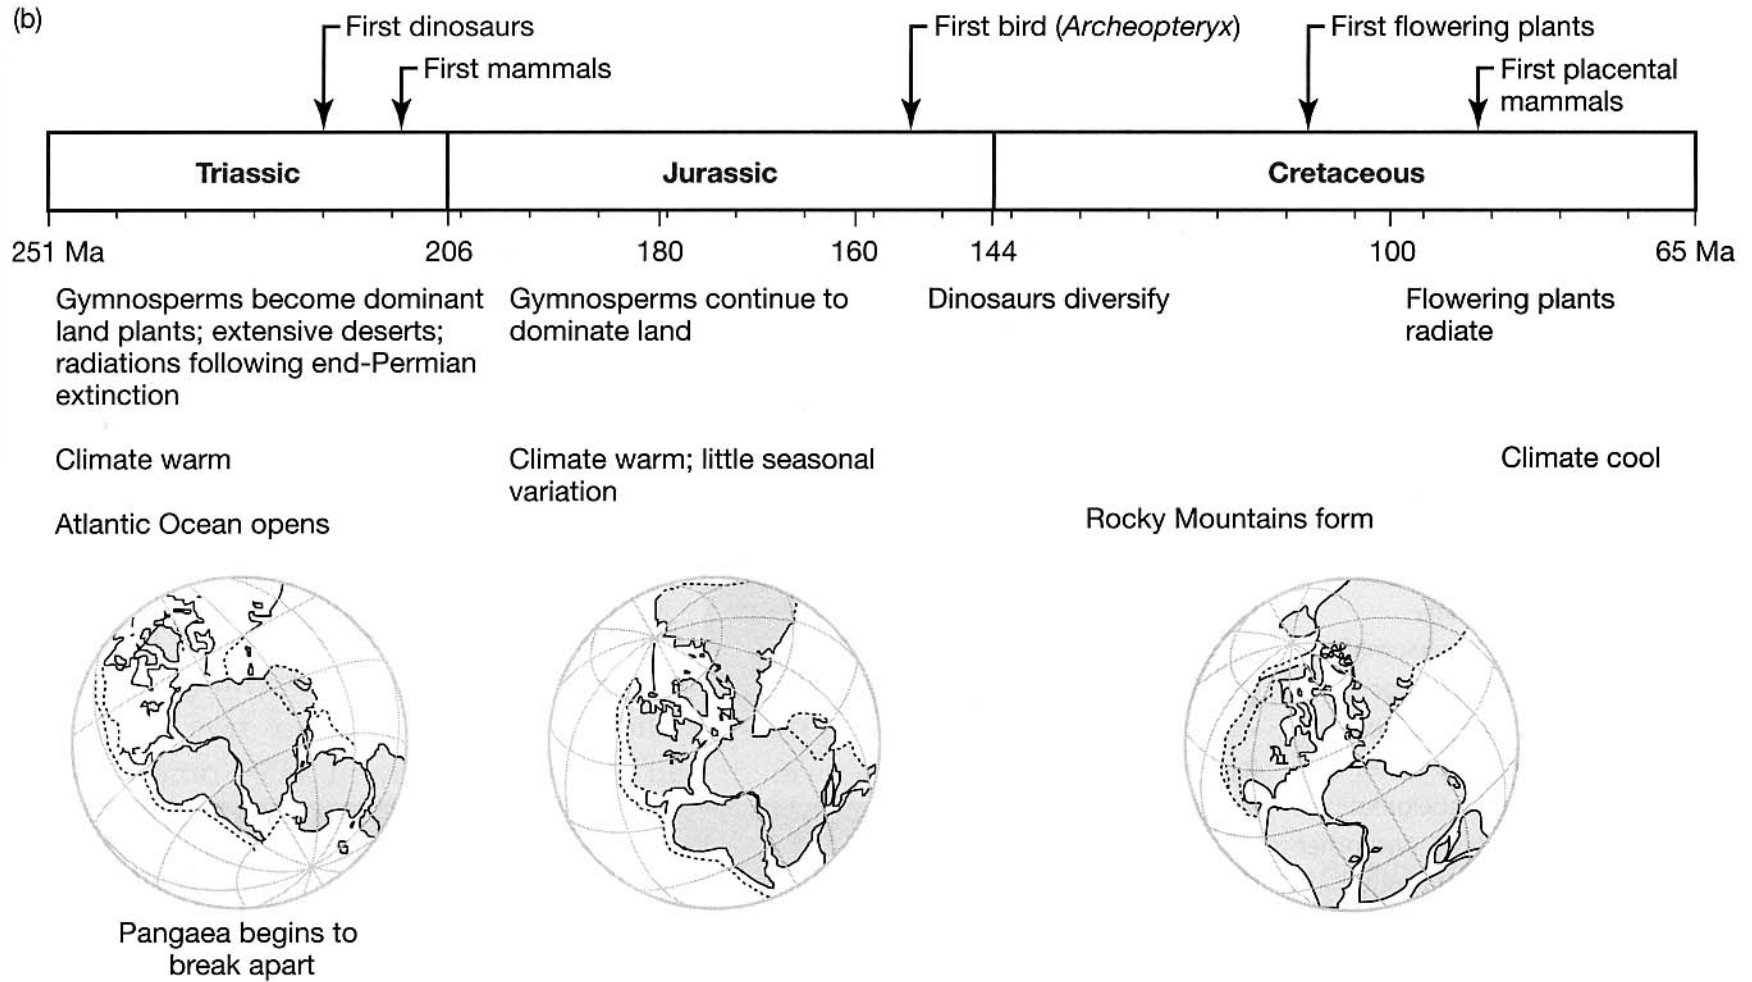 (b)
First dinosaurs
First mammals
First bird (Archeopteryx)
First flowering plants
First placental
mammals
Triassic
Jurassic
Cretaceous
251 Ma
206
180
160
144
100
65 Ma
Gymnosperms become dominant
land plants; extensive deserts;
radiations following end-Permian
extinction
Gymnosperms continue to
dominate land
Dinosaurs diversify
Flowering plants
radiate
Climate warm
Climate warm; little seasonal
variation
Climate cool
Atlantic Ocean opens
Rocky Mountains form
Pangaea begins to
break apart